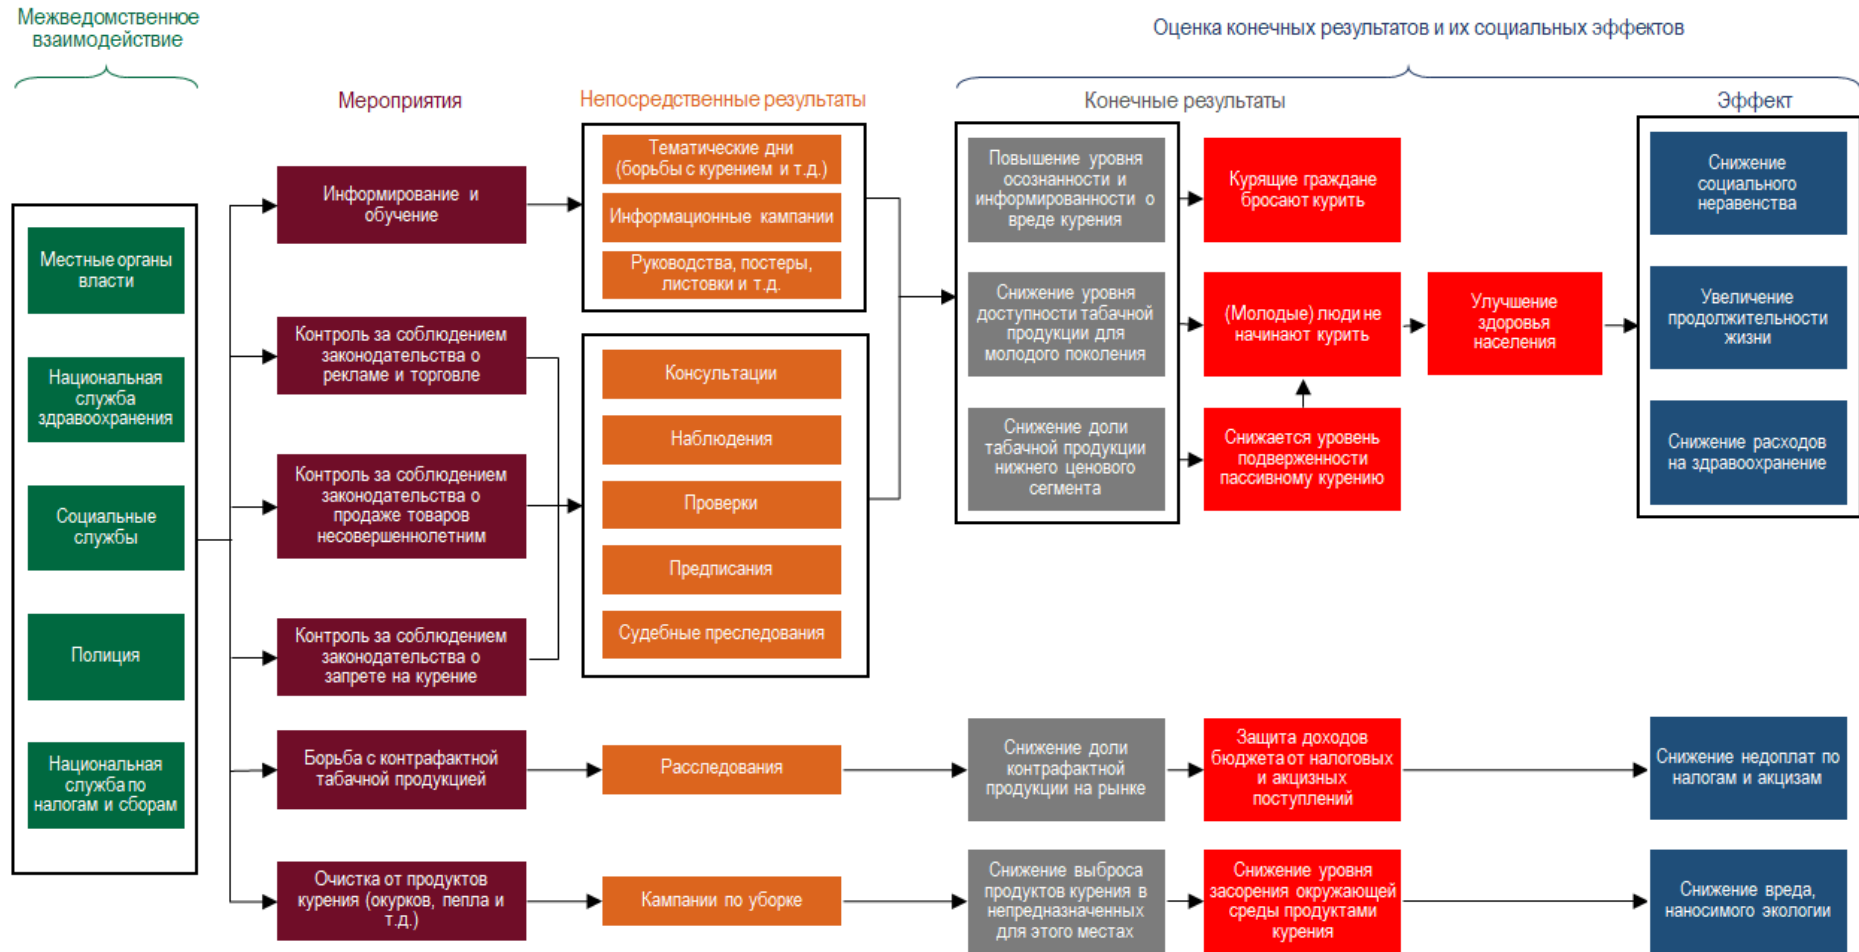 Межведомственное
взаимодействие
Оценка конечных результатов и их социальных эффектов
Мероприятия
Непосредственные результаты
Конечные результаты
Эффект
Местные органы
власти
Национальная
служба
здравоохранения
Социальные
службы
Полиция
Национальная
служба по
налогам и сборам
Информирование и
обучение
Контроль за соблюдением
законодательства о
рекламе и торговле
Контроль за соблюдением
законодательства о
продаже товаров
несовершеннолетним
Контроль за соблюдением
законодательства о
запрете на курение
Борьба с контрафактной
табачной продукцией
Очистка от продуктов
курения (окурков, пепла и
т.д.)
Тематические дни
(борьбы с курением и т.д.)
Информационные кампании
Руководства, постеры,
листовки и т.д.
Консультации
Наблюдения
Проверки
Предписания
Судебные преследования
Расследования
Кампании по уборке
Повышение уровня
осознанности и
информированности о
вреде курения
Снижение уровня
доступности табачной
продукции для
молодого поколения
Снижение доли
табачной продукции
нижнего ценового
сегмента
Снижение доли
контрафактной
продукции на рынке
Снижение выброса
продуктов курения в
непредназначенных
для этого местах
Курящие граждане
бросают курить
(Молодые) люди не
начинают курить
Снижается уровень
подверженности
пассивному курению
Защита доходов
бюджета от налоговых
и акцизных
поступлений
Снижение уровня
засорения окружающей
среды продуктами
курения
Улучшение
здоровья
населения
Снижение
социального
неравенства
Увеличение
продолжительности
жизни
Снижение расходов
на здравоохранение
Снижение недоплат по
налогам и акцизам
Снижение вреда,
наносимого экологии